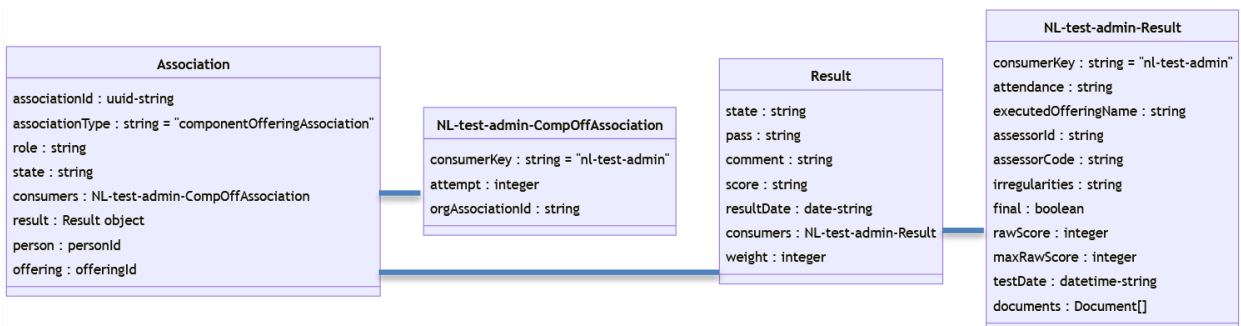 Association
associationId : uuid-string
associationType : string = "componentOfferingAssociation"
role : string
state : string
consumers : NL-test-admin-CompOffAssociation
result : Result object
person : personId
offering : offeringId
NL-test-admin-CompOffAssociation
consumerKey : string = "nl-test-admin"
attempt : integer
orgAssociationId : string
Result
state : string
pass : string
comment : string
score : string
resultDate : date-string
consumers : NL-test-admin-Result
weight : integer
NL-test-admin-Result
consumerKey : string = "nl-test-admin"
attendance : string
executedOfferingName : string
assessorId : string
assessorCode : string
irregularities : string
final : boolean
rawScore : integer
maxRawScore : integer
testDate : datetime-string
documents : Document[]